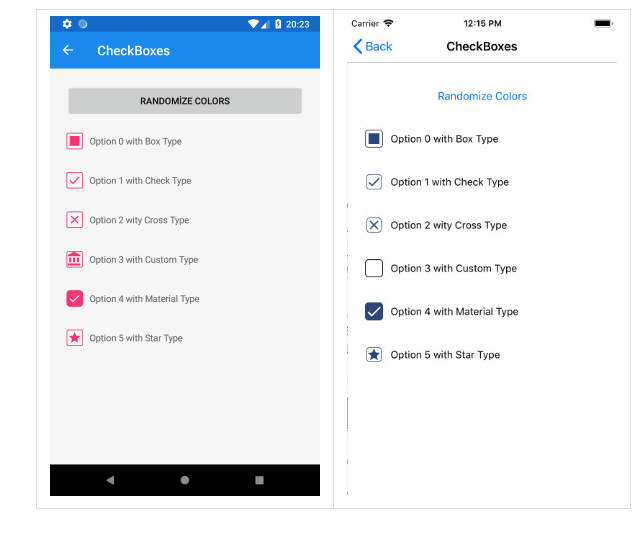 20:23
CheckBoxes
RANDOMİZE COLORS
Option 0 with Box Type
Option 1 with Check Type
Option 2 wity Cross Type
Option 3 with Custom Type
Option 4 with Material Type
Option 5 with Star Type
Carrier 12:15 PM
Back CheckBoxes
Randomize Colors
Option 0 with Box Type
Option 1 with Check Type
Option 2 wity Cross Type
Option 3 with Custom Type
Option 4 with Material Type
Option 5 with Star Type